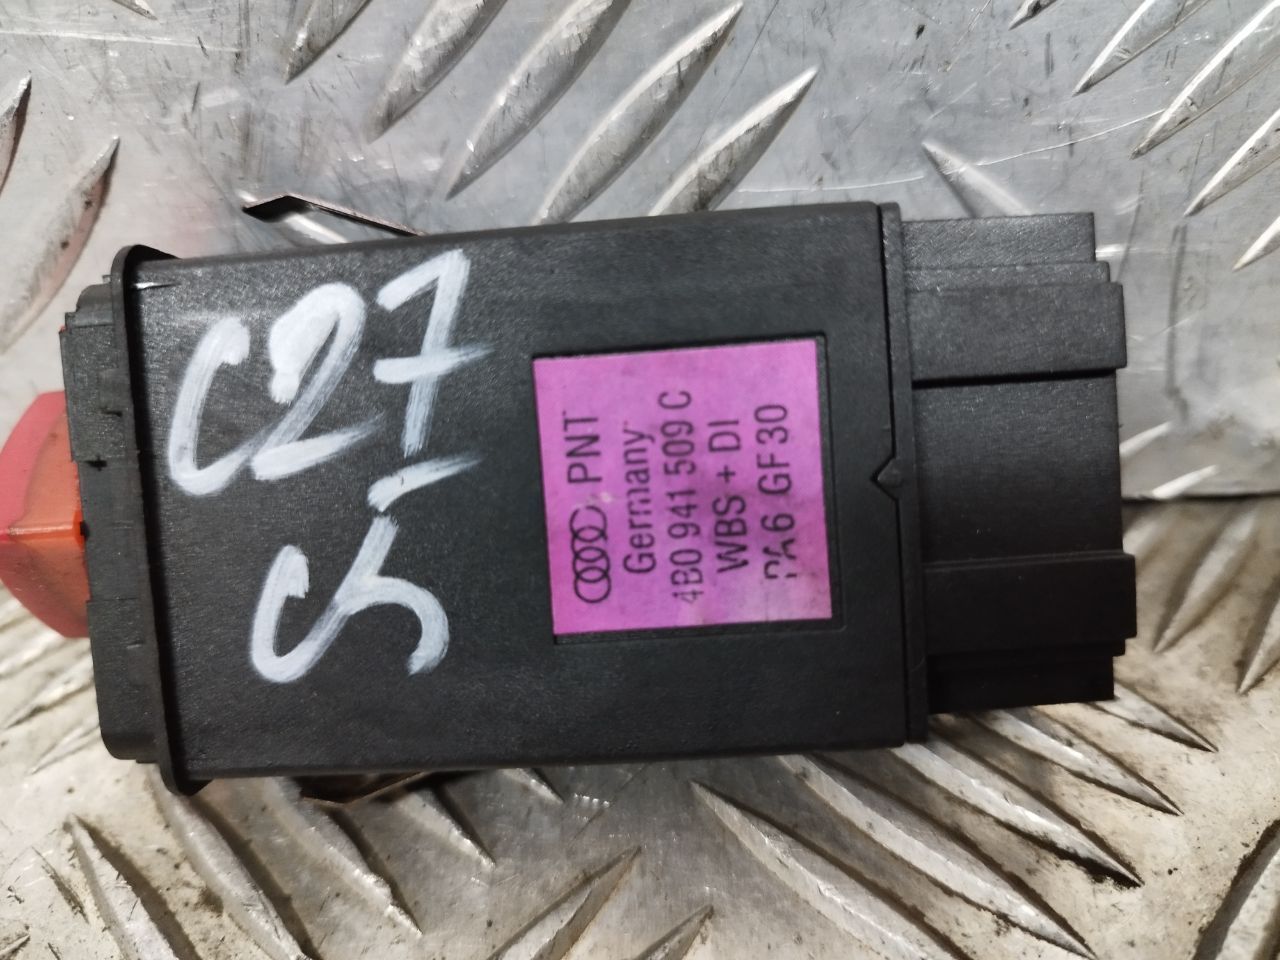 C27
C5
PNT
Germany
4B0 941 509 C
WBS + DI
PA6 GF30